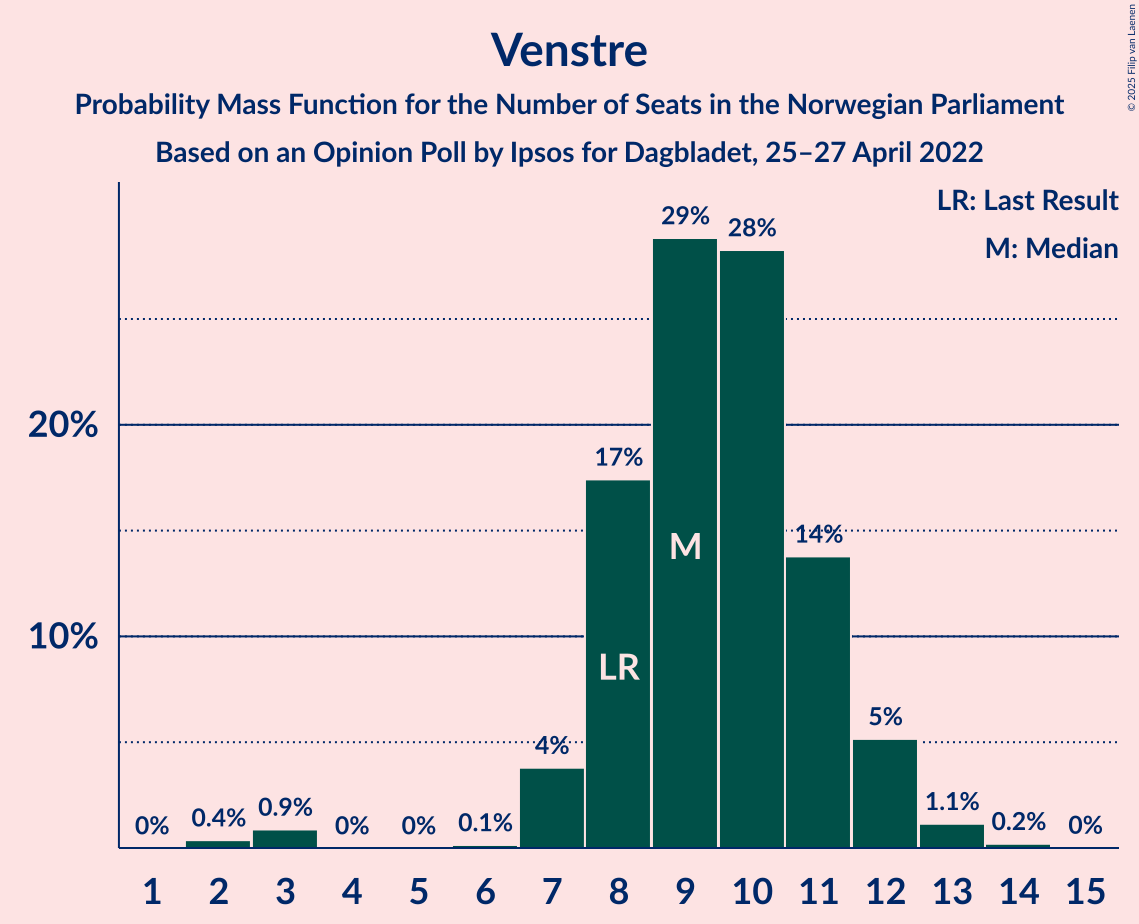 Venstre
Probability Mass Function for the Number of Seats in the Norwegian Parliament
Based on an Opinion Poll by Ipsos for Dagbladet, 25–27 April 2022
© 2025 Filip van Laenen
LR: Last Result
M: Median
20%
10%
0%
0.4%
0.9%
0%
0%
0.1%
4%
17%
29%
28%
14%
5%
1.1%
0.2%
0%
LR
M
1 2 3 4 5 6 7 8 9 10 11 12 13 14 15